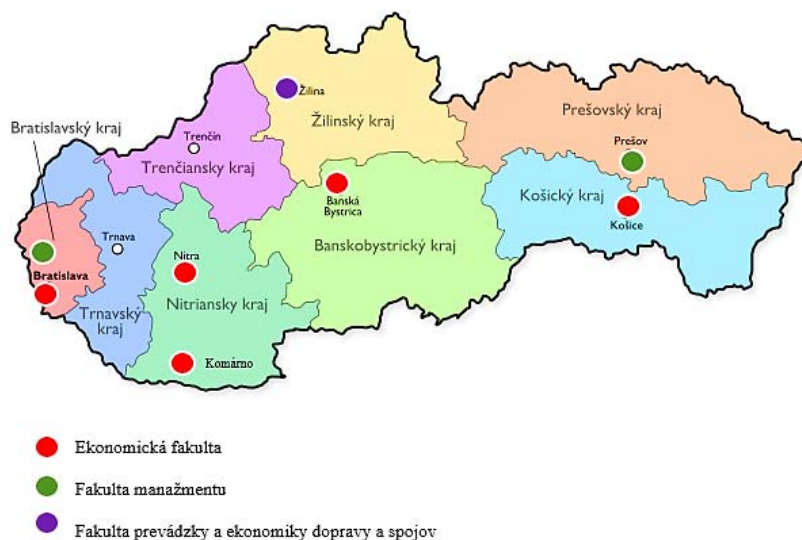 Žilina
Žilinský kraj
Prešovský kraj
Bratislavský kraj
Trenčín
Trenčiansky kraj
Prešov
Košický kraj
Košice
Banská
Bystrica
Banskobystrický kraj
Trnava
Nitra
Bratislava
Nitriansky kraj
Trnavský
kraj
Komárno
Ekonomická fakulta
Fakulta manažmentu
Fakulta prevádzky a ekonomiky dopravy a spojov